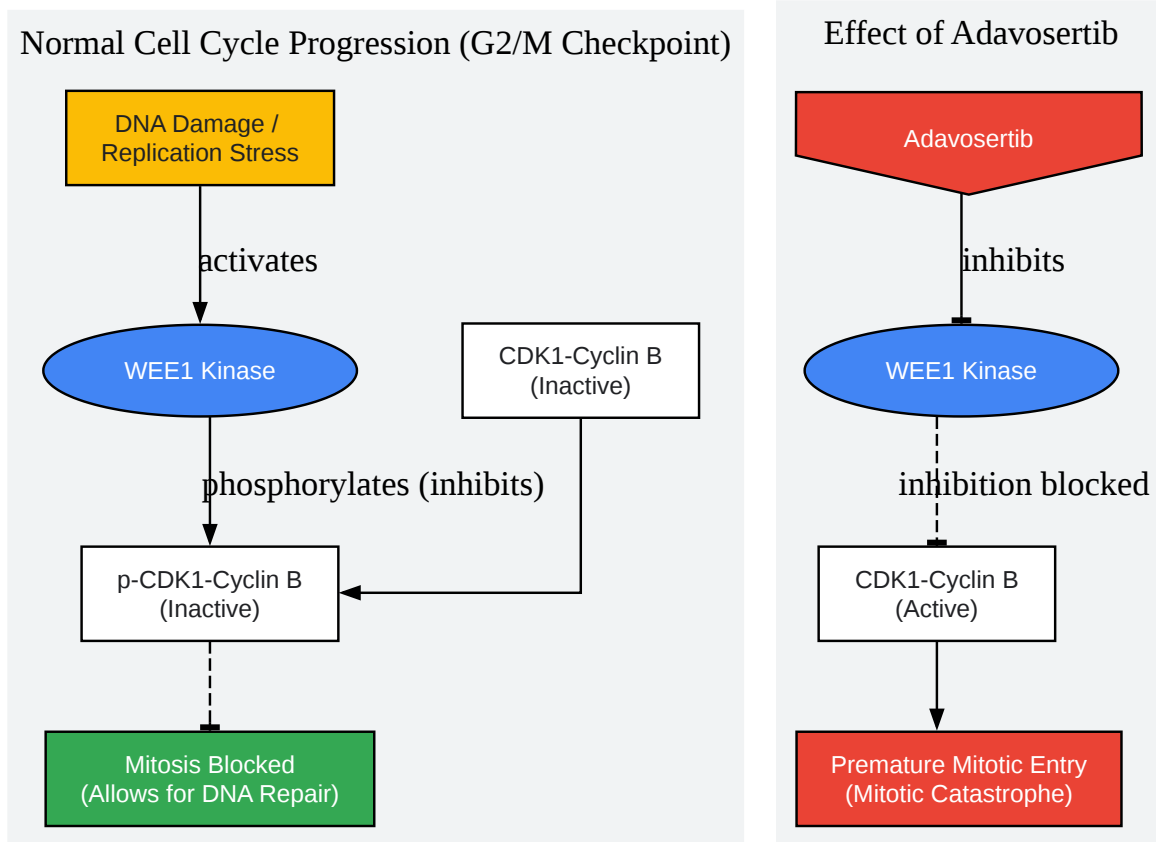 Normal Cell Cycle Progression (G2/M Checkpoint)
DNA Damage /
Replication Stress
activates
WEE1 Kinase
CDK1-Cyclin B
(Inactive)
phosphorylates (inhibits)
p-CDK1-Cyclin B
(Inactive)
Mitosis Blocked
(Allows for DNA Repair)
Effect of Adavosertib
Adavosertib
inhibits
WEE1 Kinase
inhibition blocked
CDK1-Cyclin B
(Active)
Premature Mitotic Entry
(Mitotic Catastrophe)